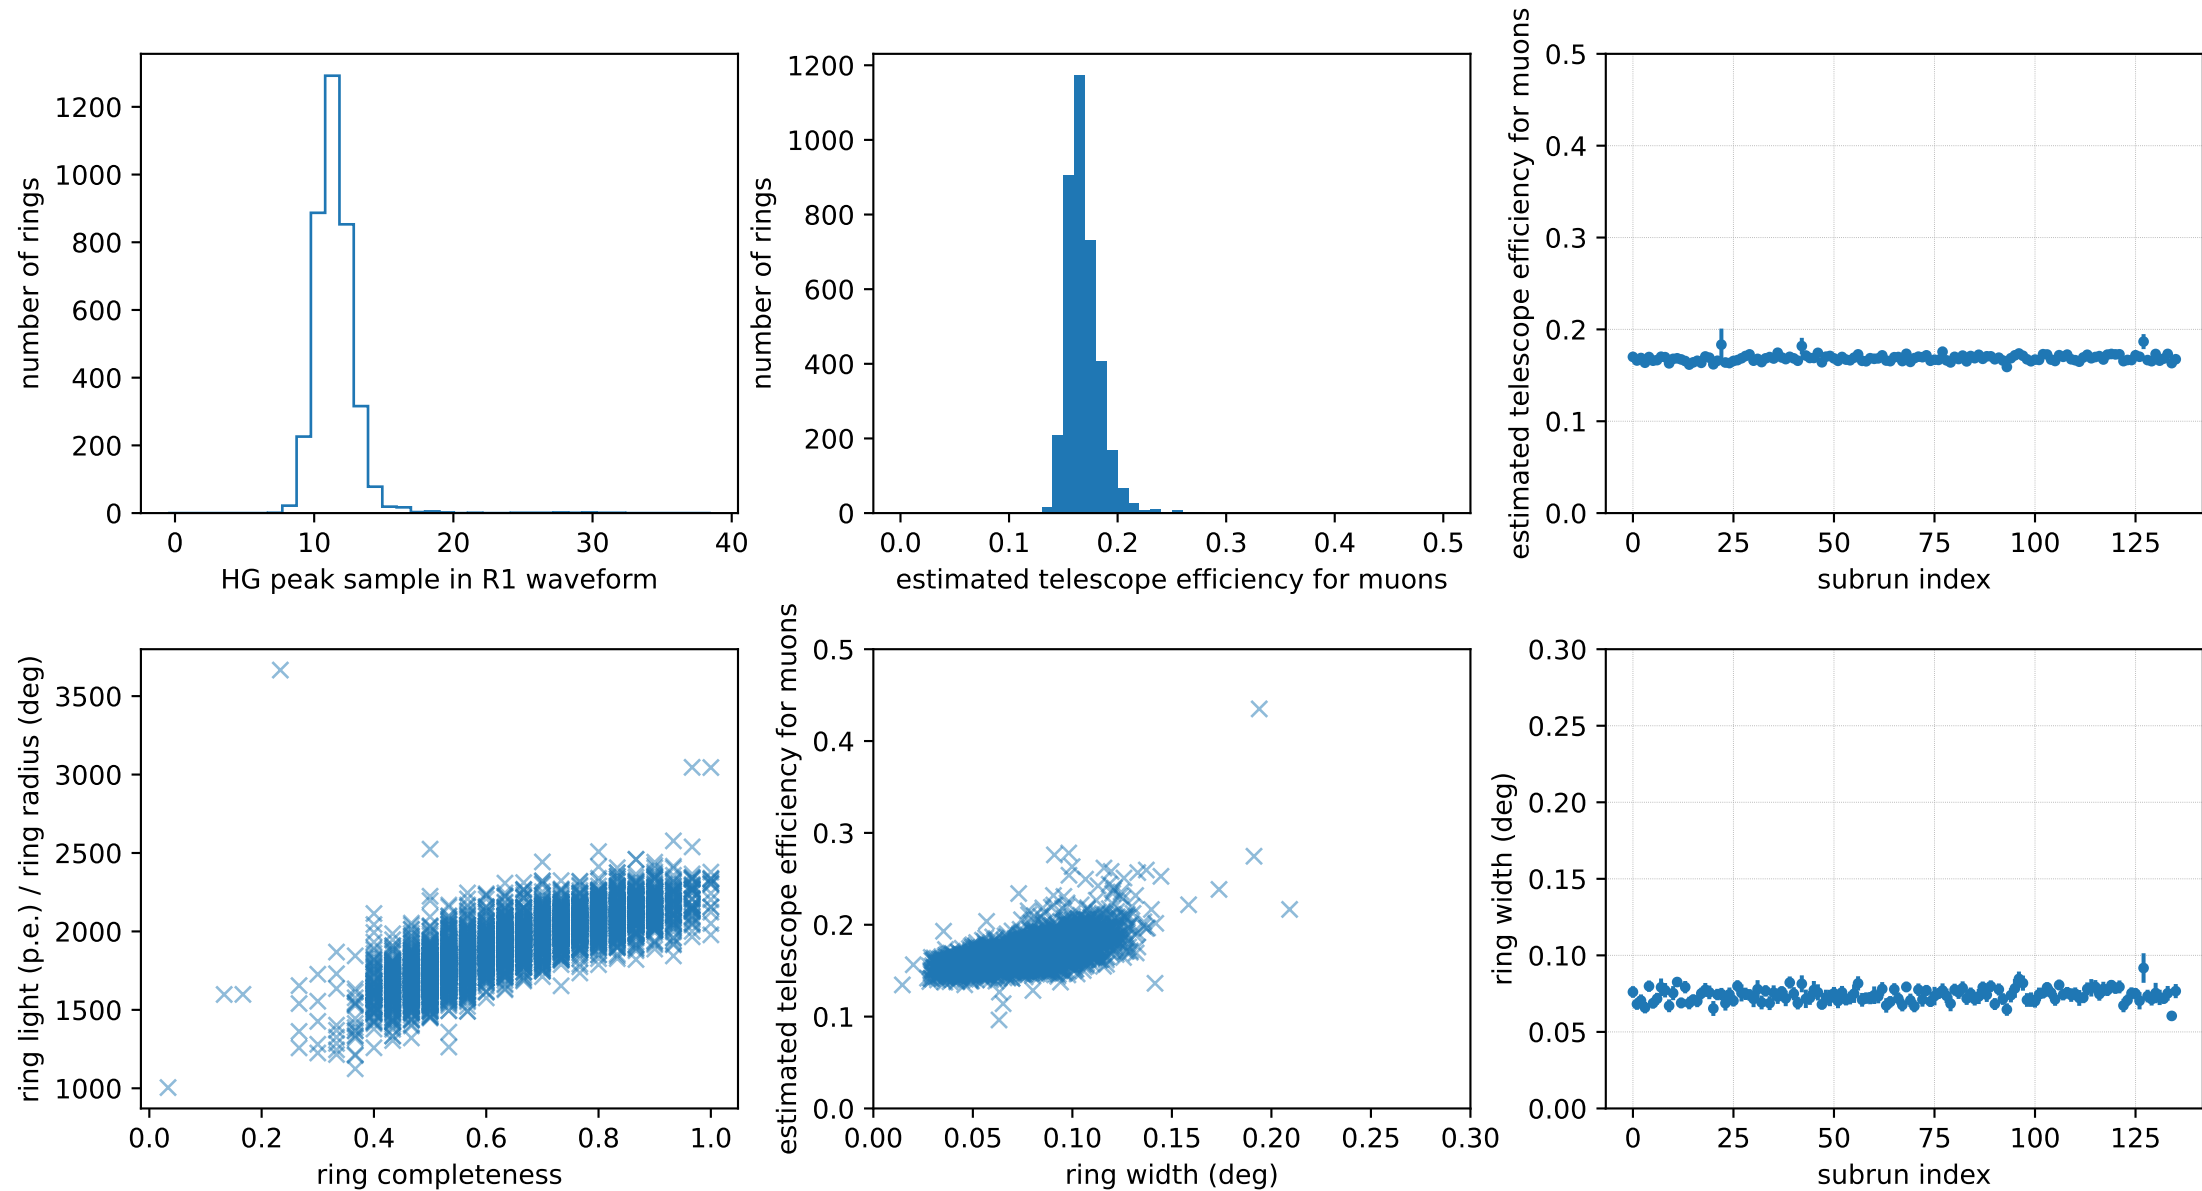 number of rings
1200
1000
800
600
400
200
0
0 10 20 30 40
HG peak sample in R1 waveform
number of rings
1200
1000
800
600
400
200
0
0.0 0.1 0.2 0.3 0.4 0.5
estimated telescope efficiency for muons
estimated telescope efficiency for muons
0.5
0.4
0.3
0.2
0.1
0.0
0 25 50 75 100 125
subrun index
ring light (p.e.) / ring radius (deg)
3500
3000
2500
2000
1500
1000
0.0 0.2 0.4 0.6 0.8 1.0
ring completeness
estimated telescope efficiency for muons
0.5
0.4
0.3
0.2
0.1
0.0
0.00 0.05 0.10 0.15 0.20 0.25 0.30
ring width (deg)
ring width (deg)
0.30
0.25
0.20
0.15
0.10
0.05
0.00
0 25 50 75 100 125
subrun index